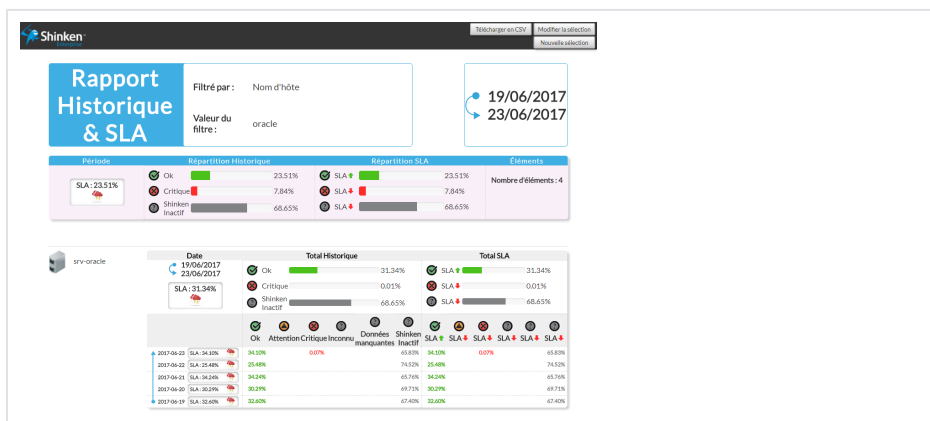 Télécharger en CSV Modifier la sélection
Shinken
Enterprise
Nouvelle sélection
Rapport
Historique
& SLA
Filtré par : Nom d'hôte
Valeur du
filtre : oracle
19/06/2017
23/06/2017
Période Répartition Historique Répartition SLA Éléments
SLA : 23.51%
Ok 23.51% SLA 23.51%
Critique 7.84% SLA 7.84%
Shinken
Inactif 68.65% SLA 68.65%
Nombre d'éléments : 4
srv-oracle
Date Total Historique Total SLA
19/06/2017
23/06/2017
SLA : 31.34%
Ok 31.34% SLA 31.34%
Critique 0.01% SLA 0.01%
Shinken
Inactif 68.65% SLA 68.65%
Ok Attention Critique Inconnu Données
manquantes Shinken
Inactif SLA SLA SLA SLA SLA SLA
2017-06-23 SLA : 34.10% 34.10% 0.07% 65.83% 34.10% 0.07% 65.83%
2017-06-22 SLA : 25.48% 25.48% 74.52% 25.48% 74.52%
2017-06-21 SLA : 34.24% 34.24% 65.76% 34.24% 65.76%
2017-06-20 SLA : 30.29% 30.29% 69.71% 30.29% 69.71%
2017-06-19 SLA : 32.60% 32.60% 67.40% 32.60% 67.40%